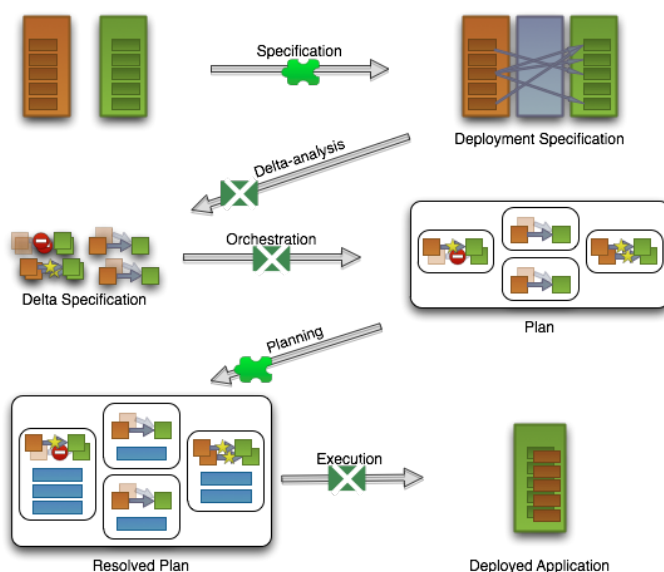 Specification
Deployment Specification
Delta-analysis
Orchestration
Delta Specification
Plan
Planning
Execution
Resolved Plan
Deployed Application